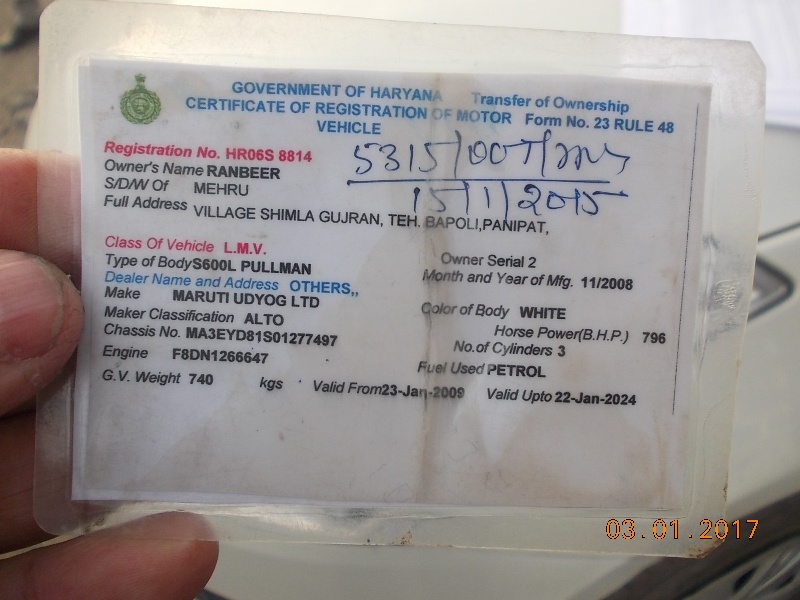 GOVERNMENT OF HARYANA Transfer of Ownership
CERTIFICATE OF REGISTRATION OF MOTOR Form No. 23 RULE 48
VEHICLE
Registration No. HR06S 8814
5315/00T/
15/1/2015
Owner's Name RANBEER
S/D/W Of MEHRU
Full Address VILLAGE SHIMLA GUJRAN, TEH. BAPOLI,PANIPAT,
Class Of Vehicle L.M.V.
Owner Serial 2
Type of Body S600L PULLMAN
Month and Year of Mfg. 11/2008
Dealer Name and Address OTHERS,,
Make MARUTI UDYOG LTD
Color of Body WHITE
Maker Classification ALTO
Horse Power(B.H.P.) 796
Chassis No. MA3EYD81S01277497
No.of Cylinders 3
Engine F8DN1266647
Fuel Used PETROL
G.V. Weight 740 kgs Valid From 23-Jan-2009 Valid Upto 22-Jan-2024
03.01.2017